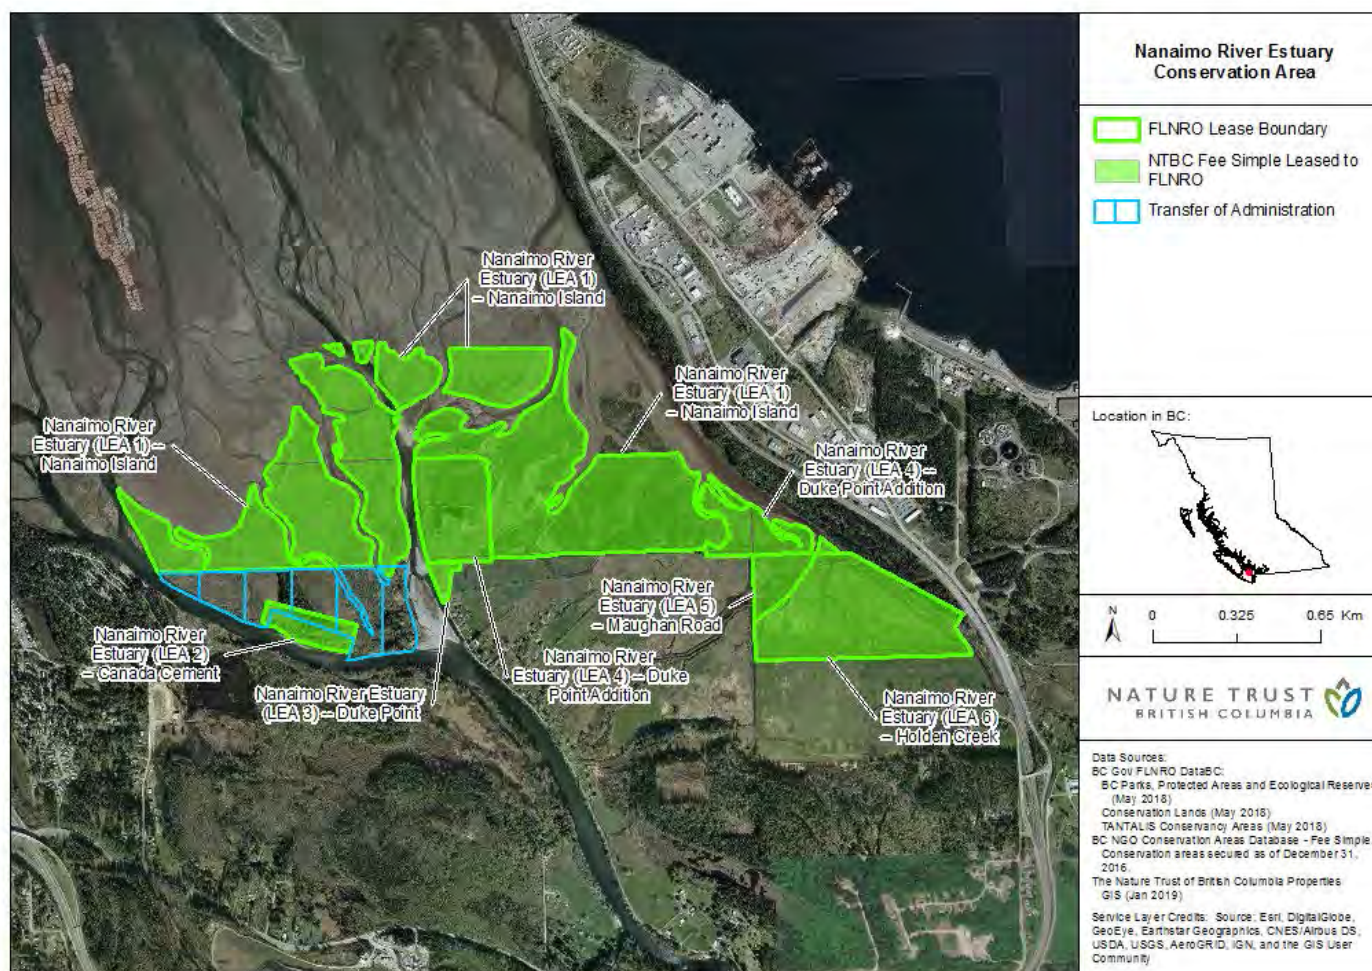 Nanaimo River Estuary
Conservation Area
FLNRO Lease Boundary
NTBC Fee Simple Leased to
FLNRO
Transfer of Administration
Nanaimo River
Estuary (LEA 1)
– Nanaimo Island
Nanaimo River
Estuary (LEA 1)
– Nanaimo Island
Nanaimo River
Estuary (LEA 1) –
Nanaimo Island
Nanaimo River
Estuary (LEA 4) –
Duke Point Addition
Nanaimo River
Estuary (LEA 5)
– Maughan Road
Nanaimo River
Estuary (LEA 2)
– Canada Cement
Nanaimo River Estuary
(LEA 3) – Duke Point
Nanaimo River
Estuary (LEA 4) – Duke
Point Addition
Nanaimo River
Estuary (LEA 6)
– Holden Creek
Location in BC:
N
0 0.325 0.65 Km
NATURE TRUST
BRITISH COLUMBIA
Data Sources:
BC Gov FLNRO DataBC:
BC Parks, Protected Areas and Ecological Reserves
(May 2018)
Conservation Lands (May 2018)
TANTALIS Conservancy Areas (May 2018)
BC NGO Conservation Areas Database - Fee Simple
Conservation areas secured as of December 31,
2016.
The Nature Trust of British Columbia Properties
GIS (Jan 2019)
Service Layer Credits: Source: Esri, DigitalGlobe,
GeoEye, Earthstar Geographics, CNES/Airbus DS,
USDA, USGS, AeroGRID, IGN, and the GIS User
Community